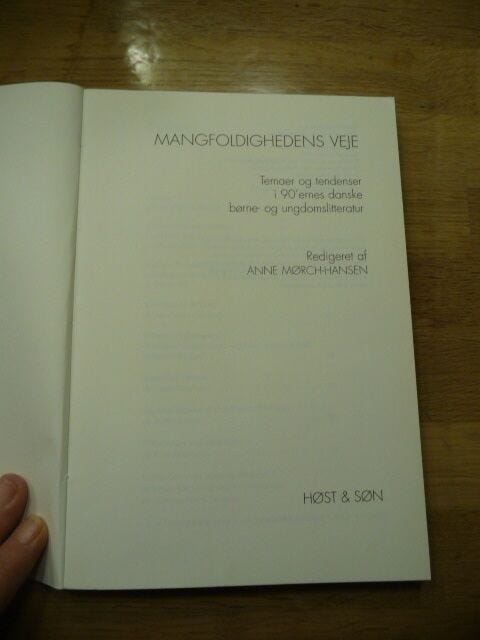 MANGFOLDIGHEDENS VEJE
Temaer og tendenser
i 90'ernes danske
børne- og ungdomslitteratur
Redigeret af
ANNE MØRCH-HANSEN
HØST & SØN